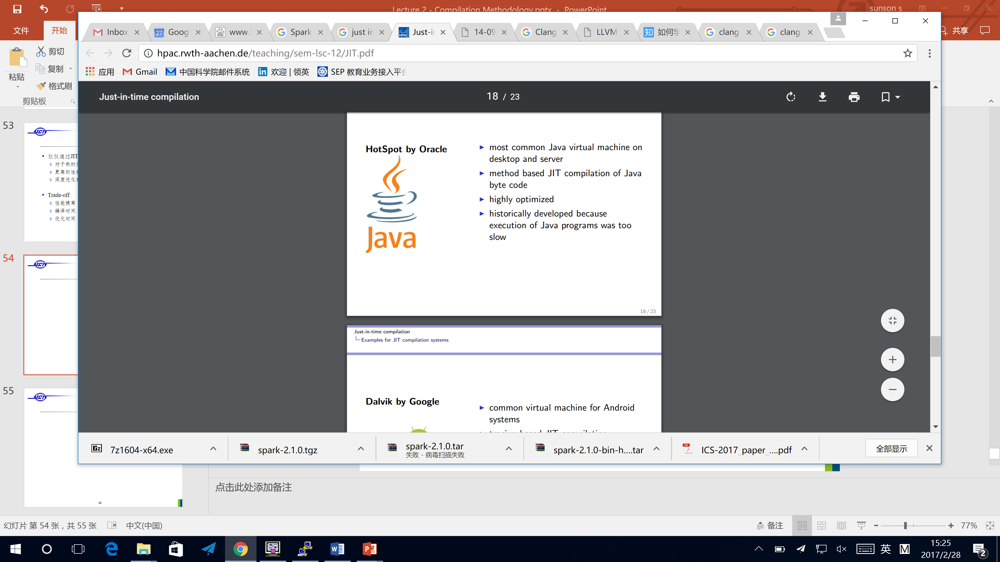 Lecture 2 - Compilation Methodology.pptx - PowerPoint
sunson s
文件
开始
共享
粘贴
剪切
复制
格式刷
剪贴板
Inbox
27
Goog
www.
Spark
just in
HPAC
Just-i
14-09
Clang
LLVM
知
如何学
clang
clang
hpac.rwth-aachen.de/teaching/sem-lsc-12/JIT.pdf
应用
Gmail
中国科学院邮件系统
in
欢迎 | 领英
SEP 教育业务接入平台
Just-in-time compilation
18 / 23
53
ICT
仅仅通过JIT
对于热的
更高的性能
深度优化
Trade-off
性能提高
编译时间
优化时间
54
ICT
55
ICT
46
HotSpot by Oracle
Java
most common Java virtual machine on
desktop and server
method based JIT compilation of Java
byte code
highly optimized
historically developed because
execution of Java programs was too
slow
18 / 23
Just-in-time compilation
Examples for JIT compilation systems
Dalvik by Google
common virtual machine for Android
systems
7z
7z1604-x64.exe
spark-2.1.0.tgz
spark-2.1.0.tar
失败 - 病毒扫描失败
spark-2.1.0-bin-h....tar
PDF
ICS-2017_paper_....pdf
全部显示
点击此处添加备注
幻灯片 第 54 张，共 55 张
中文(中国)
备注
77%
W
P
英
M
15:25
2017/2/28
2